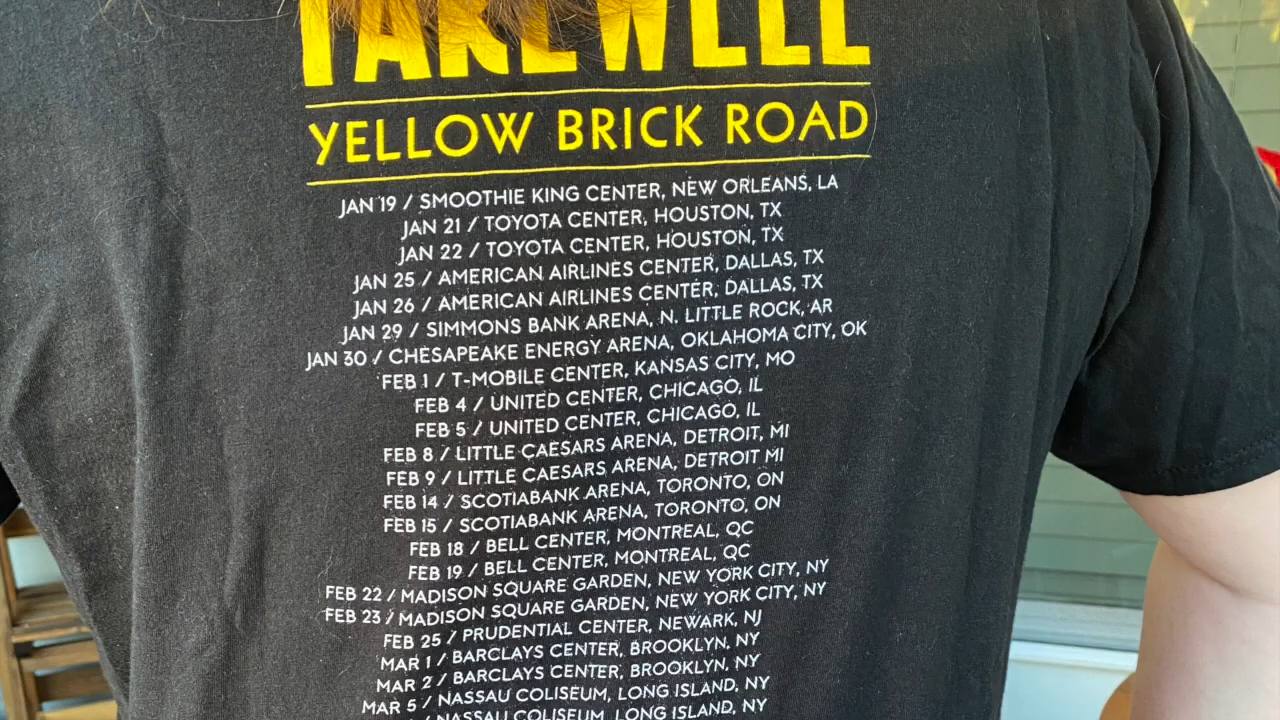 FAREWELL
YELLOW BRICK ROAD
JAN 19 / SMOOTHIE KING CENTER, NEW ORLEANS, LA
JAN 21 / TOYOTA CENTER, HOUSTON, TX
JAN 22 / TOYOTA CENTER, HOUSTON, TX
JAN 25 / AMERICAN AIRLINES CENTER, DALLAS, TX
JAN 26 / AMERICAN AIRLINES CENTER, DALLAS, TX
JAN 29 / SIMMONS BANK ARENA, N. LITTLE ROCK, AR
JAN 30 / CHESAPEAKE ENERGY ARENA, OKLAHOMA CITY, OK
FEB 1 / T-MOBILE CENTER, KANSAS CITY, MO
FEB 4 / UNITED CENTER, CHICAGO, IL
FEB 5 / UNITED CENTER, CHICAGO, IL
FEB 8 / LITTLE CAESARS ARENA, DETROIT, MI
FEB 9 / LITTLE CAESARS ARENA, DETROIT MI
FEB 14 / SCOTIABANK ARENA, TORONTO, ON
FEB 15 / SCOTIABANK ARENA, TORONTO, ON
FEB 18 / BELL CENTER, MONTREAL, QC
FEB 19 / BELL CENTER, MONTREAL, QC
FEB 22 / MADISON SQUARE GARDEN, NEW YORK CITY, NY
FEB 23 / MADISON SQUARE GARDEN, NEW YORK CITY, NY
FEB 25 / PRUDENTIAL CENTER, NEWARK, NJ
MAR 1 / BARCLAYS CENTER, BROOKLYN, NY
MAR 2 / BARCLAYS CENTER, BROOKLYN, NY
MAR 5 / NASSAU COLISEUM, LONG ISLAND, NY
/ NASSAU COLISEUM, LONG ISLAND, NY